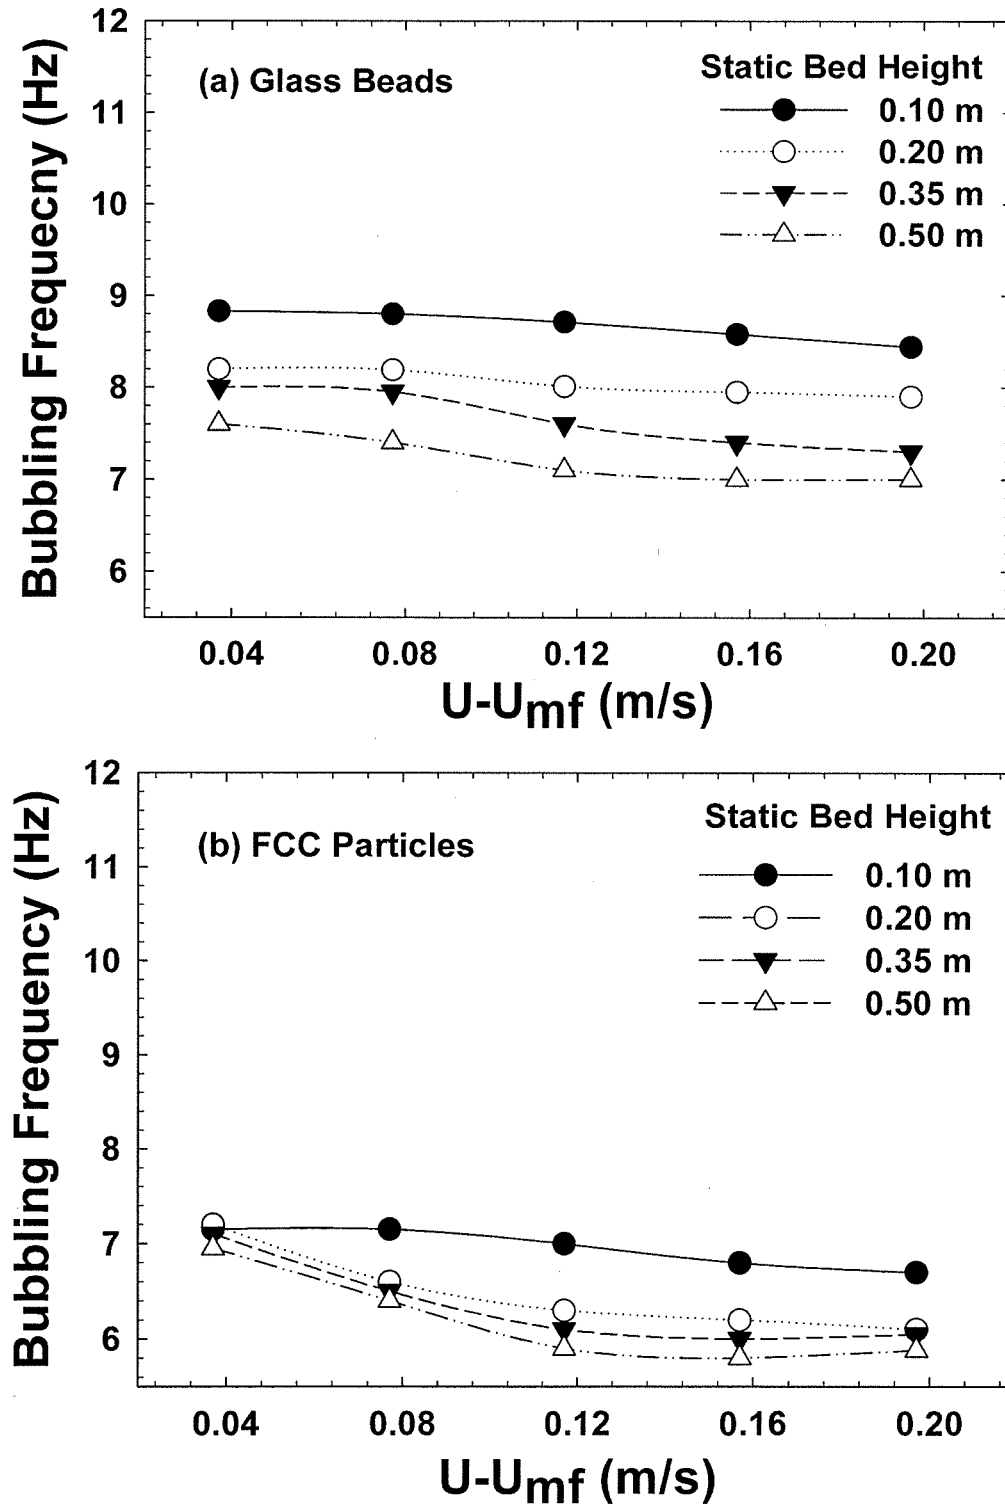 12
11
10
9
8
7
6
Bubbling Frequecny (Hz)
(a) Glass Beads
Static Bed Height
0.10 m
0.20 m
0.35 m
0.50 m
0.04 0.08 0.12 0.16 0.20
U-Umf (m/s)
12
11
10
9
8
7
6
Bubbling Frequency (Hz)
(b) FCC Particles
Static Bed Height
0.10 m
0.20 m
0.35 m
0.50 m
0.04 0.08 0.12 0.16 0.20
U-Umf (m/s)